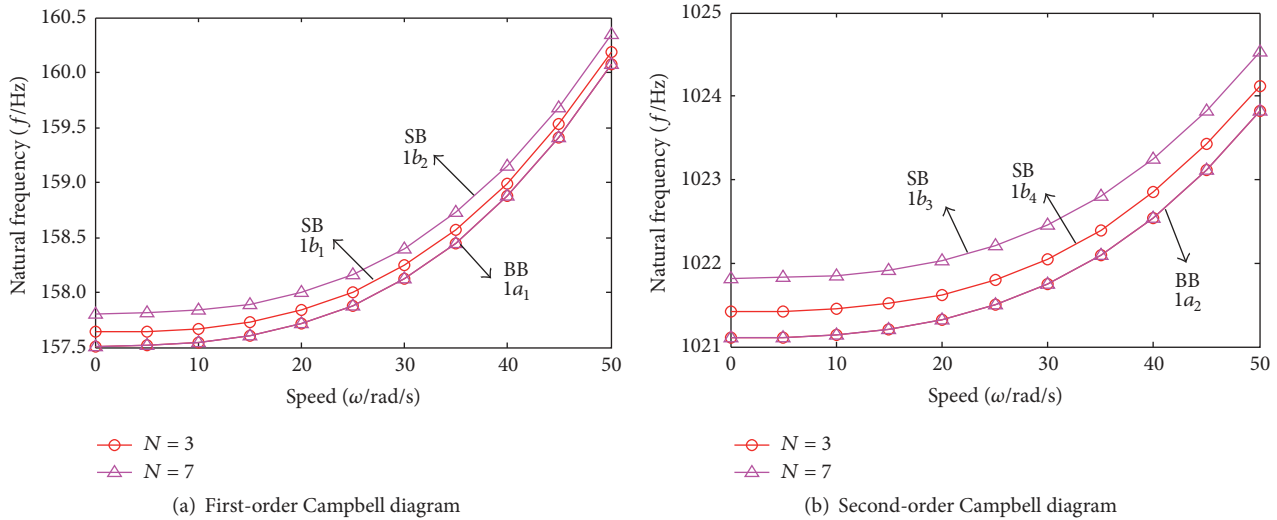 160.5
160.0
159.5
159.0
158.5
158.0
157.5
Natural frequency (f/Hz)
SB
1b₂
SB
1b₁
BB
1a₁
0 10 20 30 40 50
Speed (ω/rad/s)
N = 3
N = 7
(a) First-order Campbell diagram
1025
1024
1023
1022
1021
Natural frequency (f/Hz)
SB
1b₃
SB
1b₄
BB
1a₂
0 10 20 30 40 50
Speed (ω/rad/s)
N = 3
N = 7
(b) Second-order Campbell diagram